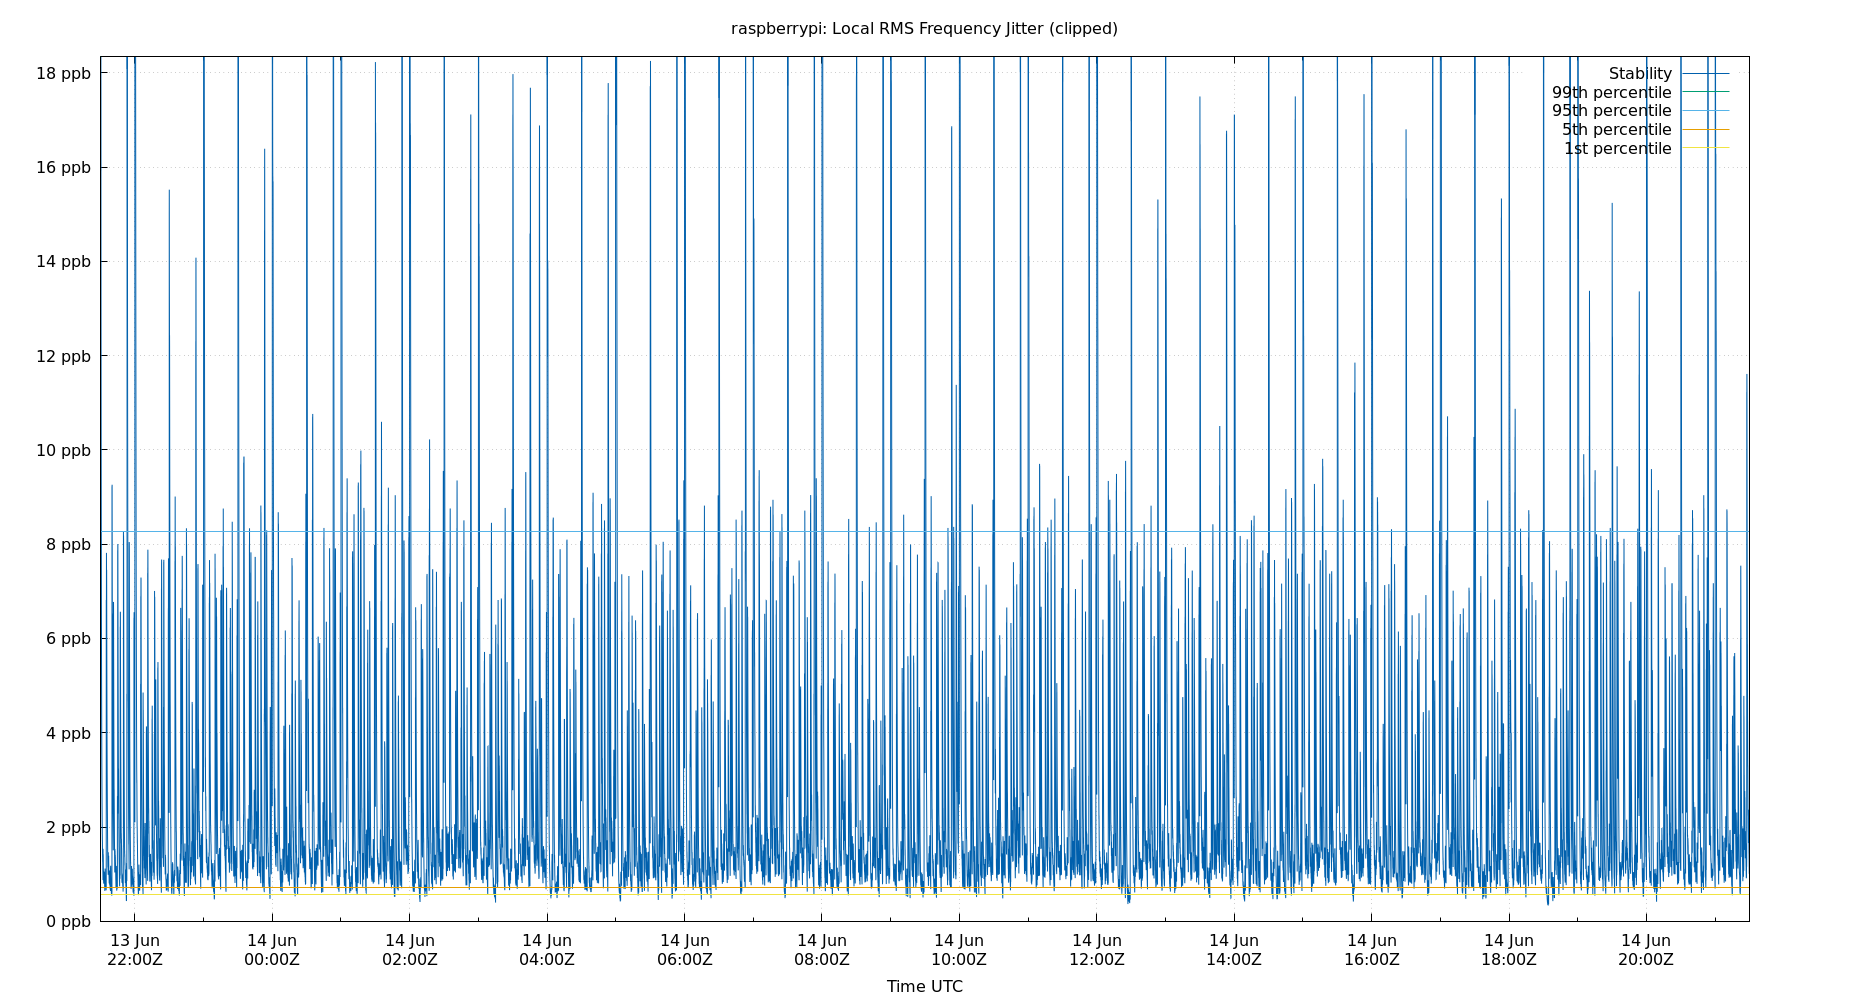 raspberrypi: Local RMS Frequency Jitter (clipped)
18 ppb
16 ppb
14 ppb
12 ppb
10 ppb
8 ppb
6 ppb
4 ppb
2 ppb
0 ppb
Stability
99th percentile
95th percentile
5th percentile
1st percentile
13 Jun 14 Jun 14 Jun 14 Jun 14 Jun 14 Jun 14 Jun 14 Jun 14 Jun 14 Jun 14 Jun 14 Jun
22:00Z 00:00Z 02:00Z 04:00Z 06:00Z 08:00Z 10:00Z 12:00Z 14:00Z 16:00Z 18:00Z 20:00Z
Time UTC